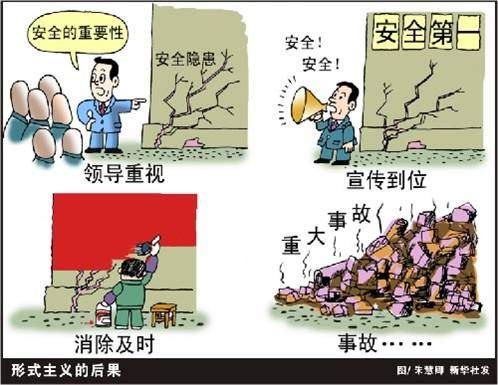 安全的重要性
安全隐患
领导重视
安全!
安全!
安全第一
宣传到位
消除及时
重大事故
事故……
形式主义的后果
图/朱慧卿 新华社发